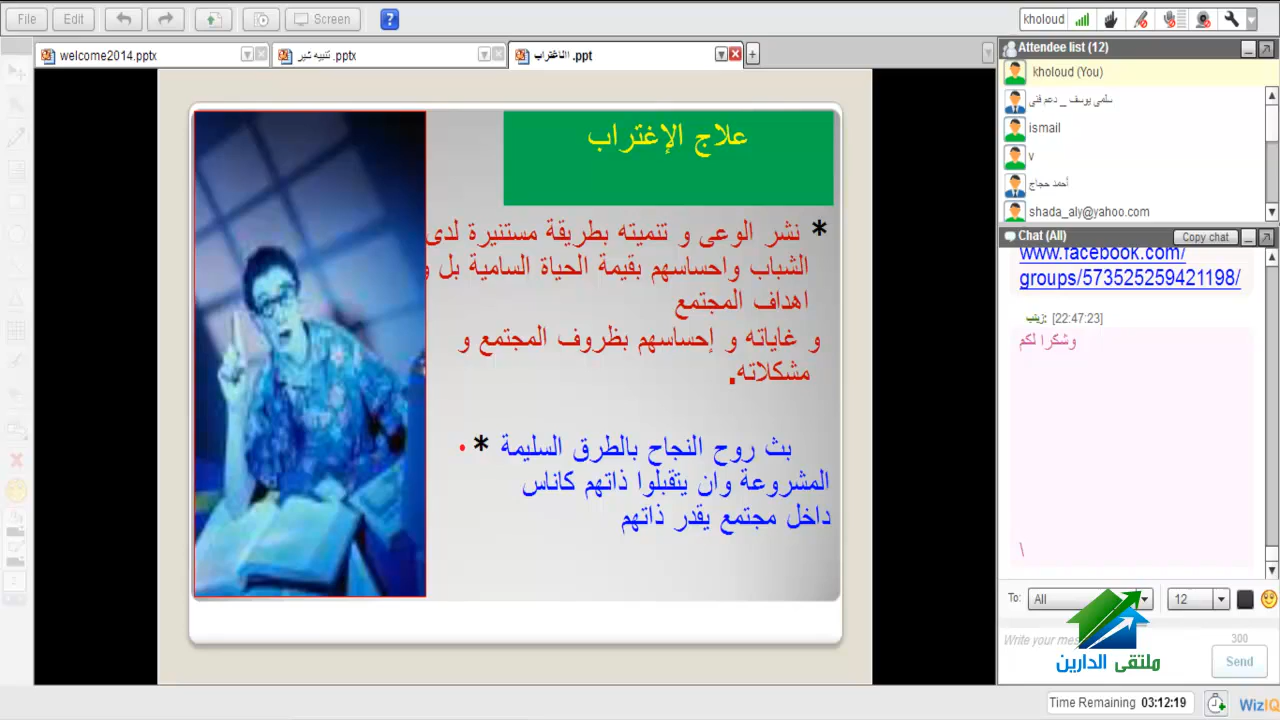 File
Edit
Screen
?
kholoud
welcome2014.pptx
تنبيه شير .pptx
االاغتراب .ppt
علاج الإغتراب
* نشر الوعى و تنميته بطريقة مستنيرة لدى
الشباب واحساسهم بقيمة الحياة السامية بل و
اهداف المجتمع
و غاياته و إحساسهم بظروف المجتمع و
مشكلاته.
بث روح النجاح بالطرق السليمة *
المشروعة وان يتقبلوا ذاتهم كاناس
داخل مجتمع يقدر ذاتهم
Attendee list (12)
kholoud (You)
سلمى يوسف _ دعم فنى
ismail
v
أحمد حجاج
shada_aly@yahoo.com
Chat (All)
Copy chat
www.facebook.com/
groups/573525259421198/
زينب: [22:47:23]
وشكرا لكم
\
To:
All
12
Write your mes
300
Send
ملتقى الدارين
Time Remaining 03:12:19
WizIQ